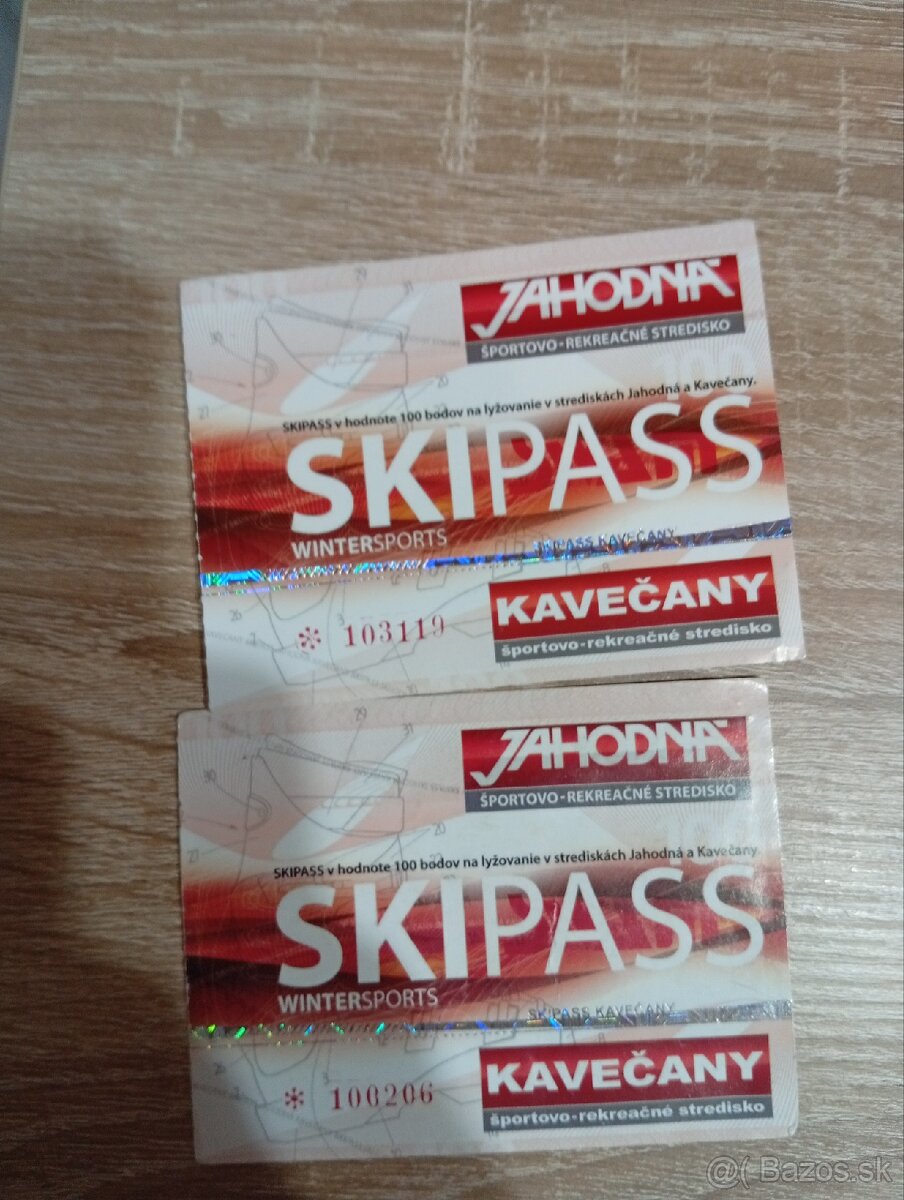 JAHODNÁ
ŠPORTOVO-REKREAČNÉ STREDISKO
100
SKIPASS v hodnote 100 bodov na lyžovanie v strediskách Jahodná a Kavečany.
SKIPASS
WINTERSPORTS
SKIPASS KAVEČANY
KAVEČANY
športovo-rekreačné stredisko
* 103119
JAHODNÁ
ŠPORTOVO-REKREAČNÉ STREDISKO
SKIPASS v hodnote 100 bodov na lyžovanie v strediskách Jahodná a Kavečany
SKIPASS
WINTERSPORTS
SKIPASS KAVEČANY
KAVEČANY
športovo-rekreačné stredisko
* 100206
@( Bazos.sk